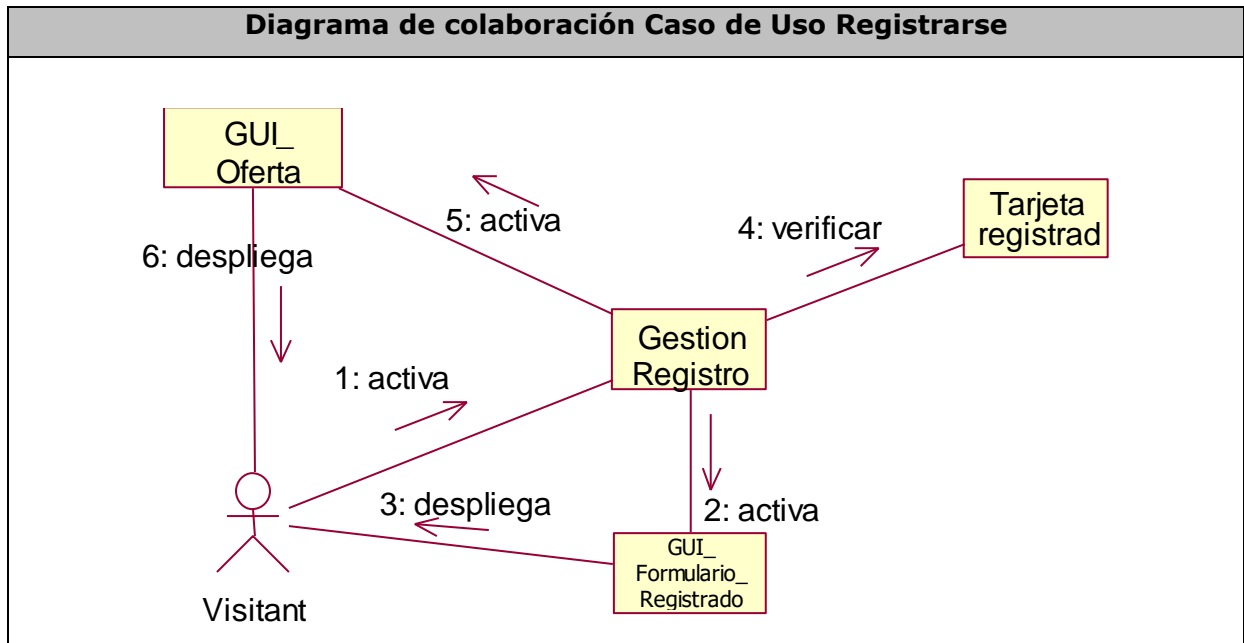 Diagrama de colaboración Caso de Uso Registrarse
GUI_
Oferta
5: activa
4: verificar
Tarjeta
registrad
6: despliega
Gestion
Registro
1: activa
3: despliega
2: activa
GUI_
Formulario_
Registrado
Visitant